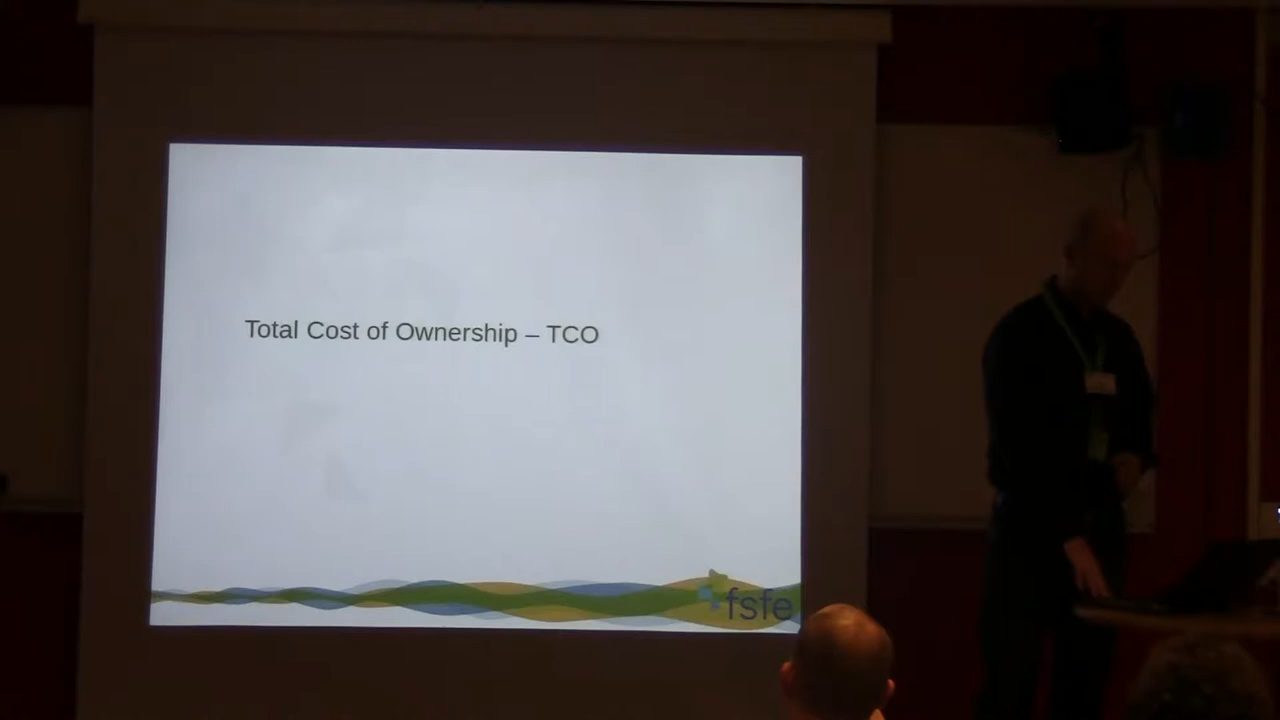 Total Cost of Ownership – TCO
fsfe